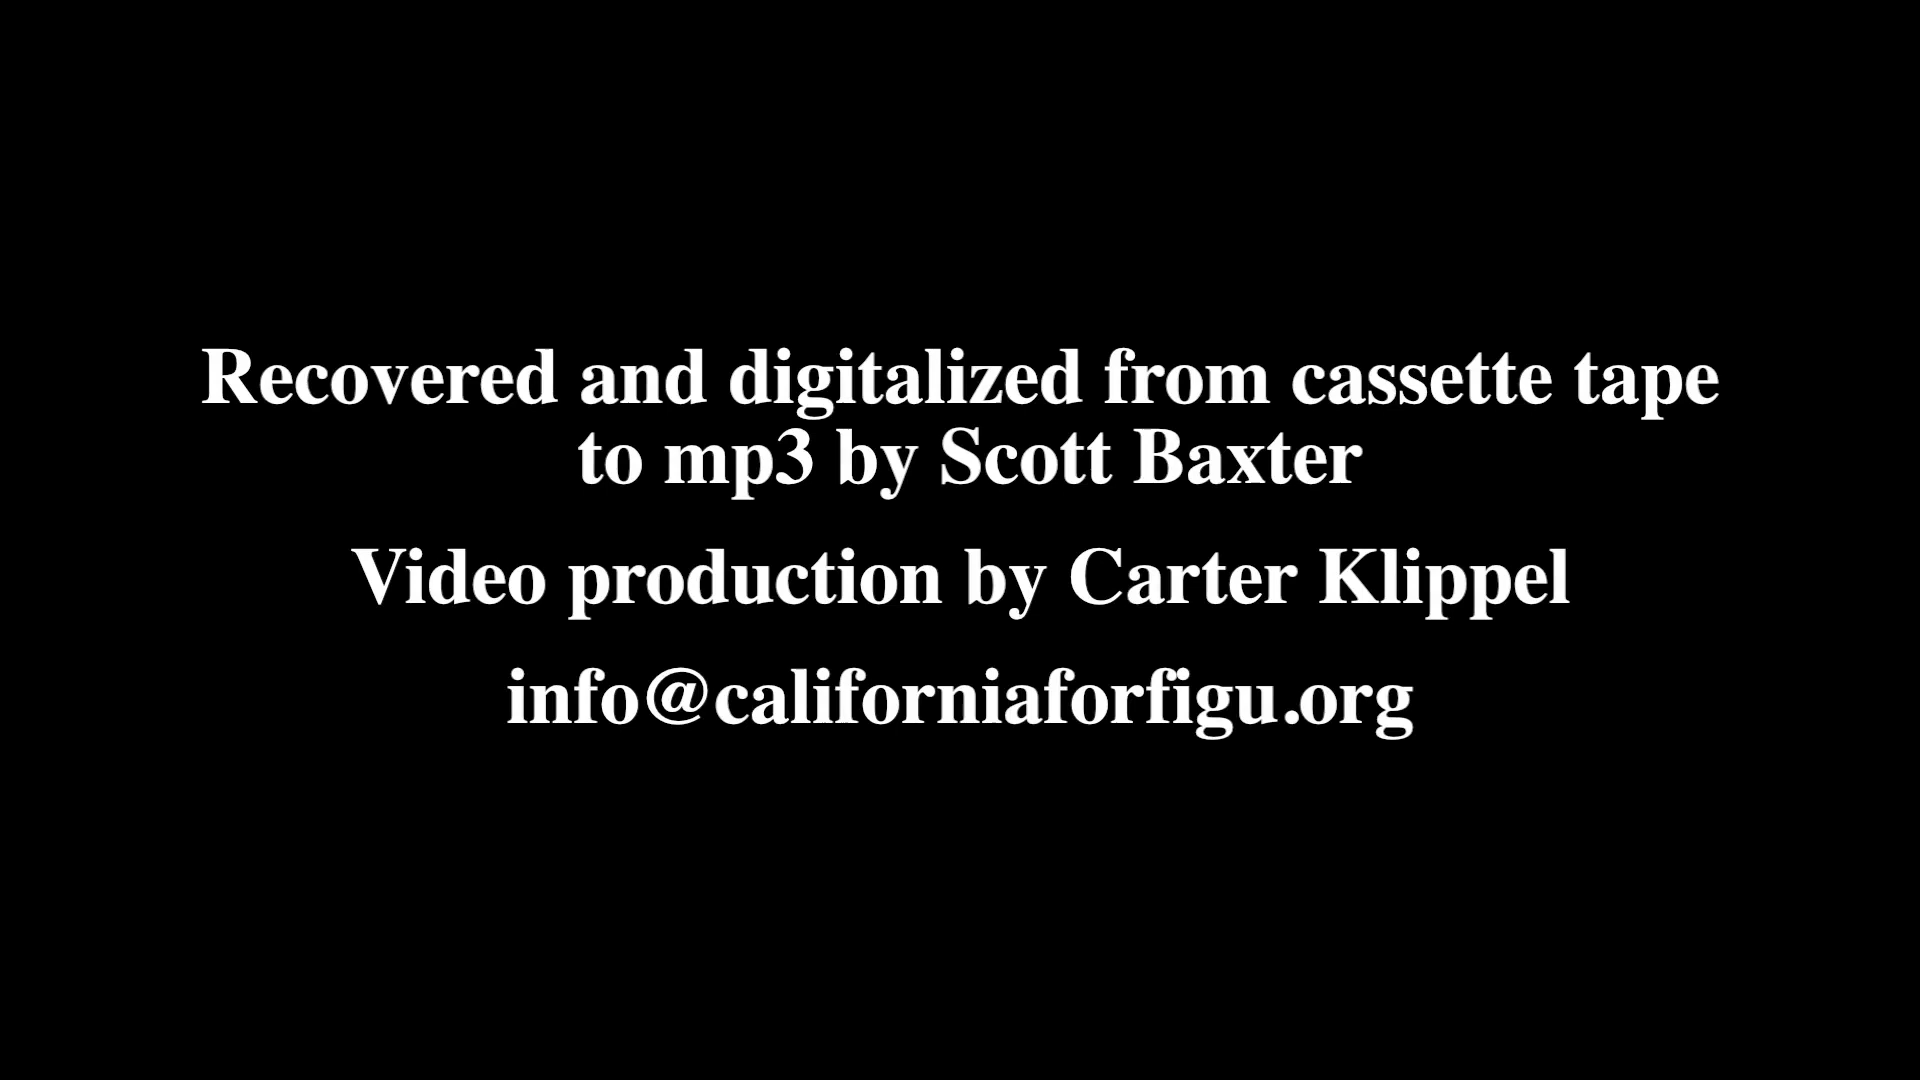 Recovered and digitalized from cassette tape
to mp3 by Scott Baxter
Video production by Carter Klippel
info@californiaforfigu.org